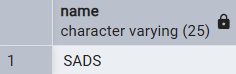 name
character varying (25)
1 SADS